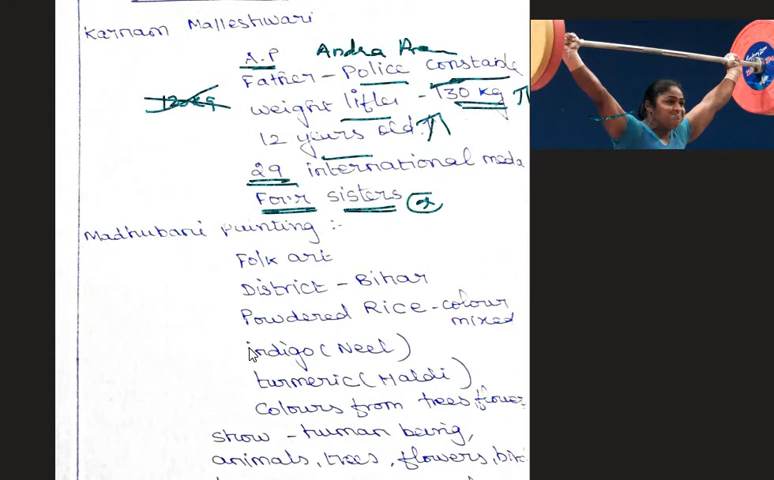 Karnam Malleshwari
A.P Andra
Father - Police constable
120 kg
weight lifter - 130 kg
12 years old
29 international meda
Four sisters
Madhubani painting :-
Folk art
District - Bihar
Powdered Rice - colour
mixed
indigo (Neel)
turmeric (Haldi)
Colours from trees flower
show - human being,
animals, trees, flowers, bir